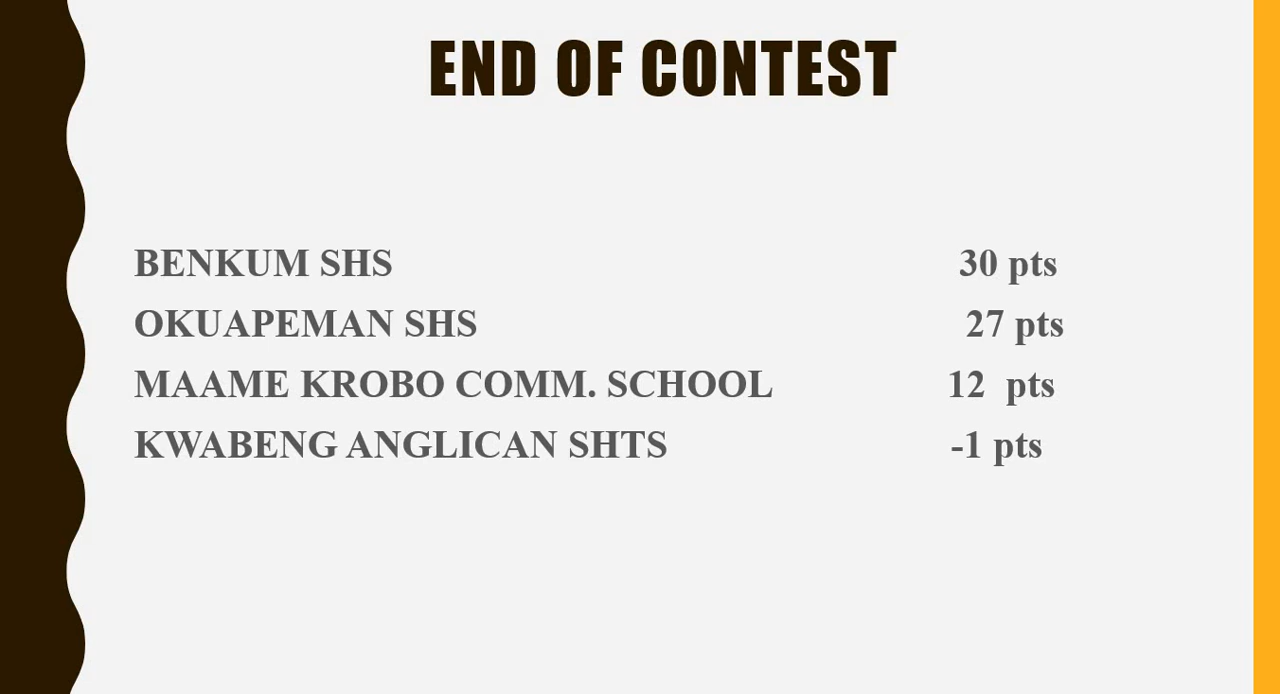 END OF CONTEST
BENKUM SHS 30 pts
OKUAPEMAN SHS 27 pts
MAAME KROBO COMM. SCHOOL 12 pts
KWABENG ANGLICAN SHTS -1 pts